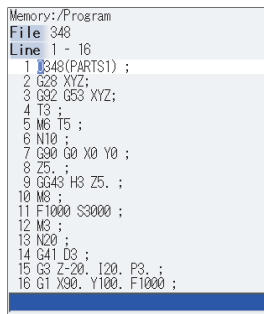 Memory:/Program
File 348
Line 1 - 16
1 O348(PARTS1) ;
2 G28 XYZ;
3 G92 G53 XYZ;
4 T3 ;
5 M6 T5 ;
6 N10 ;
7 G90 G0 X0 Y0 ;
8 Z5. ;
9 GG43 H3 Z5. ;
10 M8 ;
11 F1000 S3000 ;
12 M3 ;
13 N20 ;
14 G41 D3 ;
15 G3 Z-20. I20. P3. ;
16 G1 X90. Y100. F1000 ;